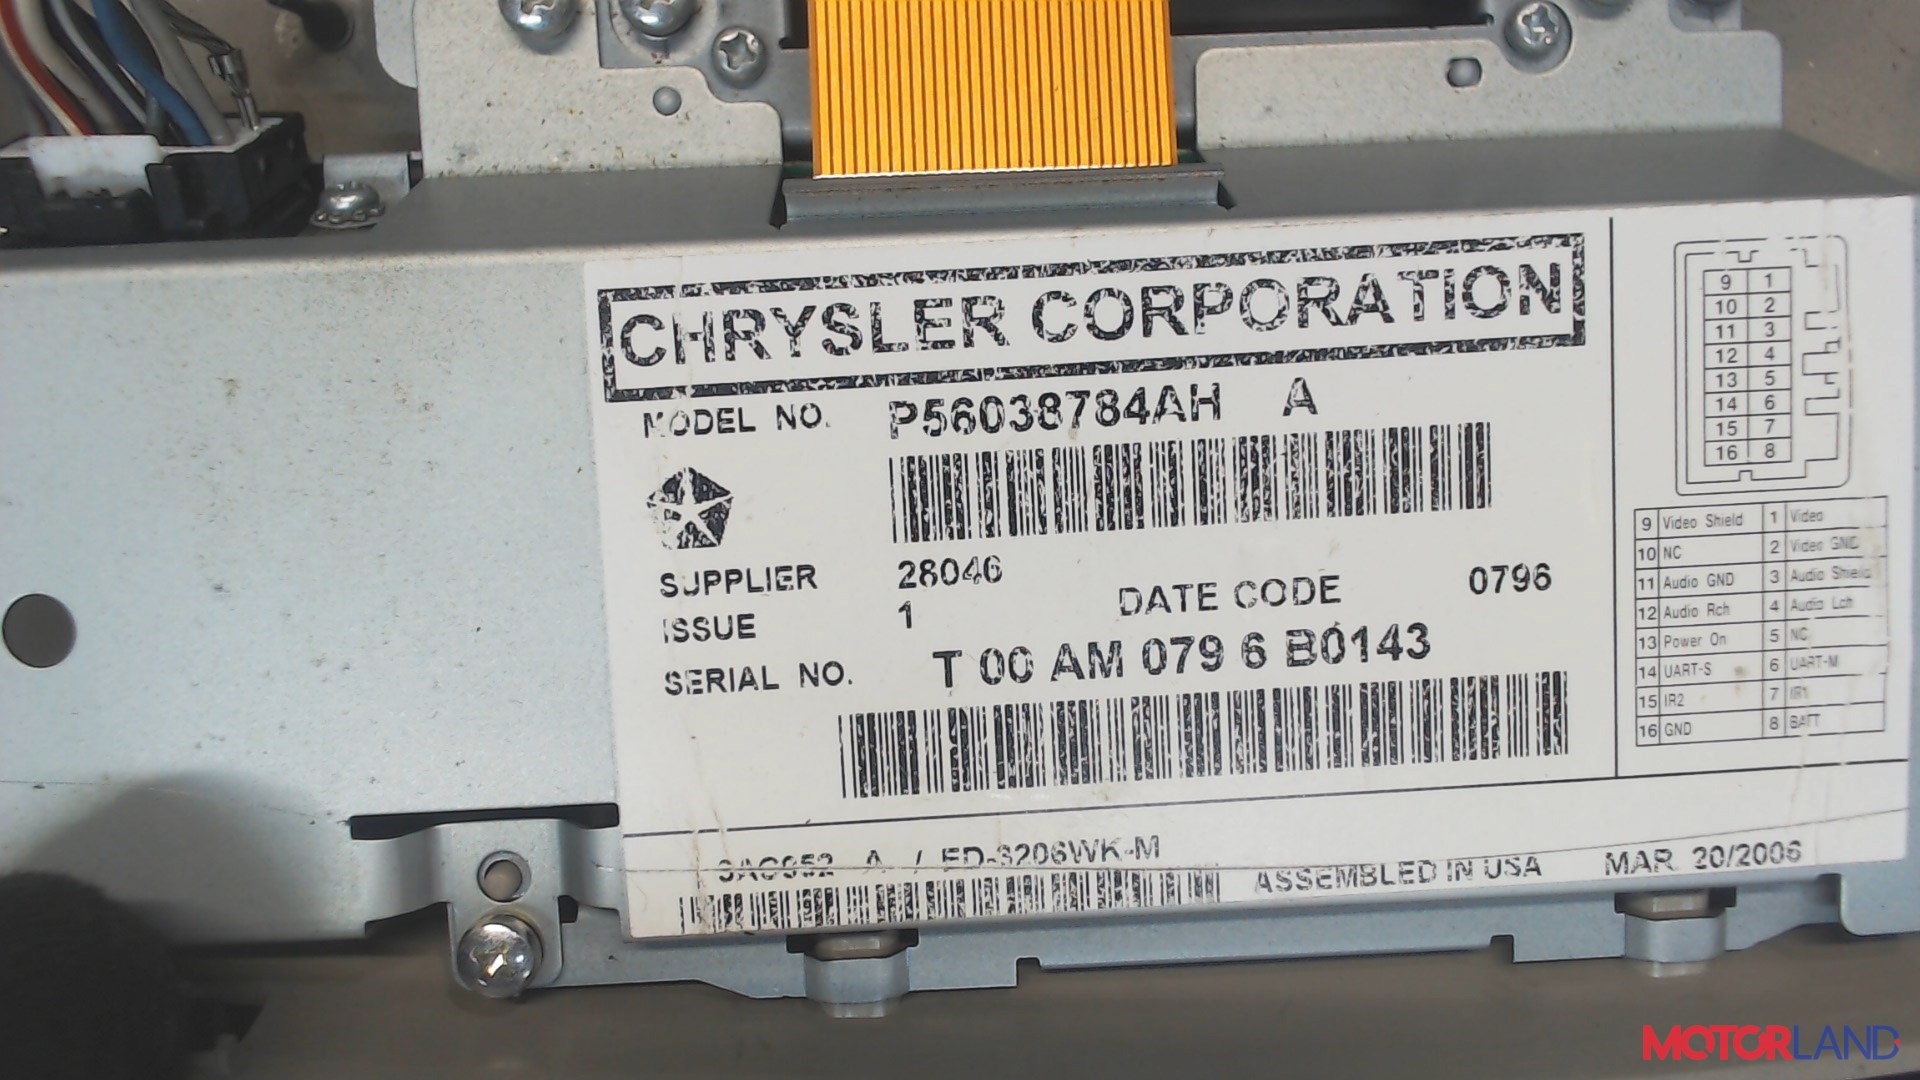 CHRYSLER CORPORATION
MODEL NO. P56038784AH A
SUPPLIER 28046
ISSUE 1 DATE CODE 0796
SERIAL NO. T 00 AM 079 6 B0143
/ ED-3206WK-M
ASSEMBLED IN USA MAR 20/2006
9 1
10 2
11 3
12 4
13 5
14 6
15 7
16 8
9 Video Shield 1 Video
10 NC 2 Video GND
11 Audio GND 3 Audio Shield
12 Audio Rch 4 Audio Lch
13 Power On 5 NC
14 UART-S 6 UART-M
15 IR2 7 IR1
16 GND 8 BATT
MOTORLAND